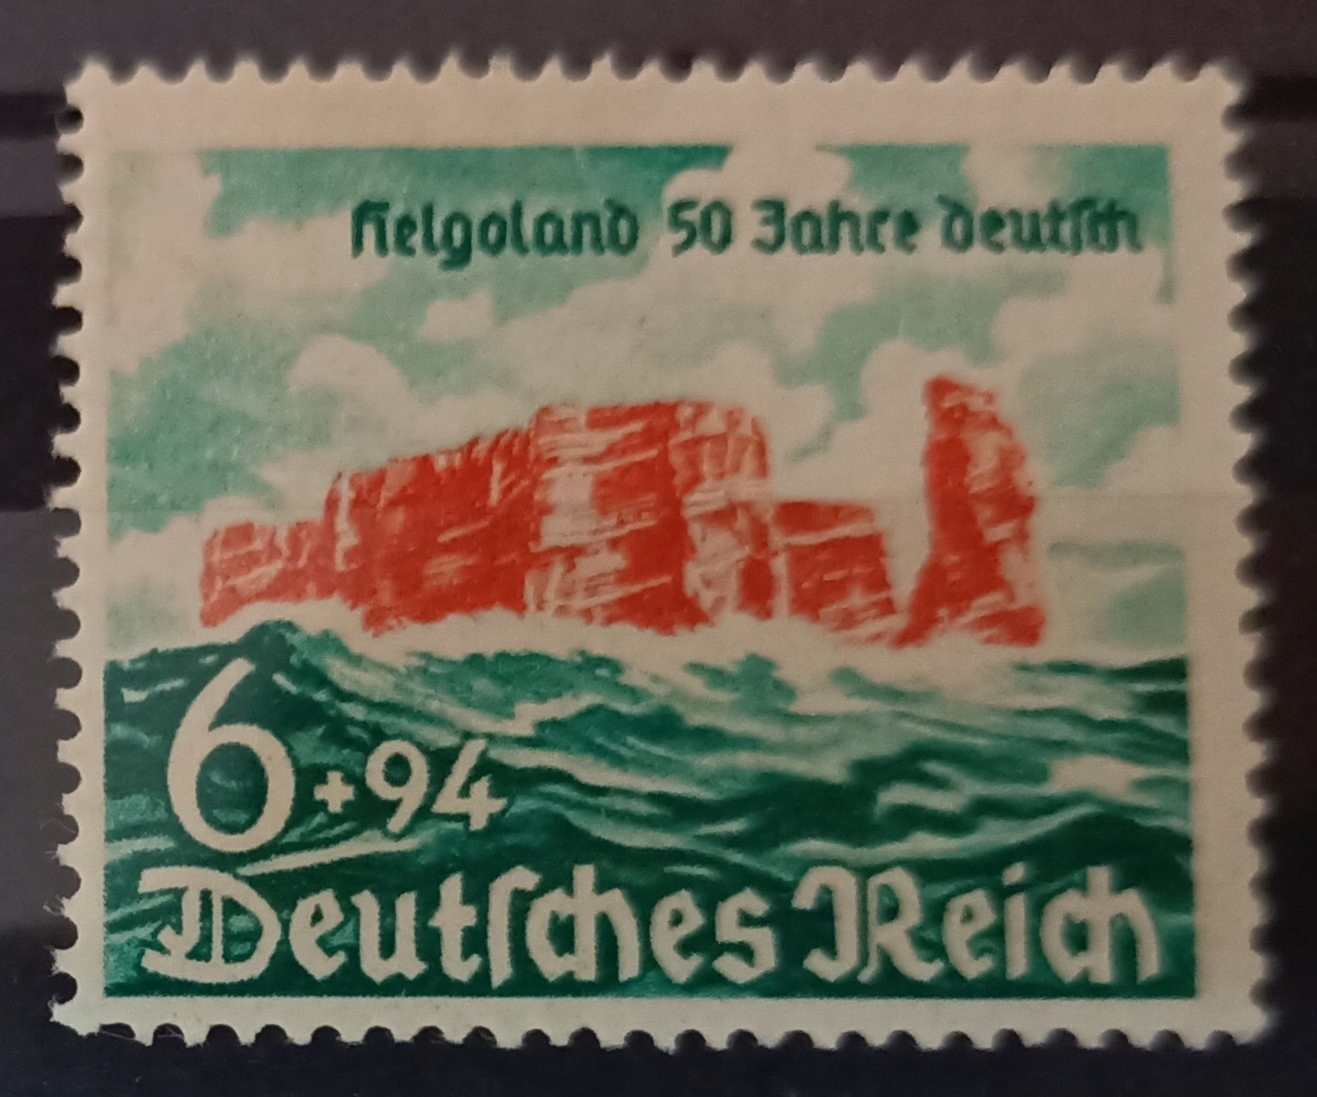 Helgoland 50 Jahre deutſch
6+94
Deutſches Reich